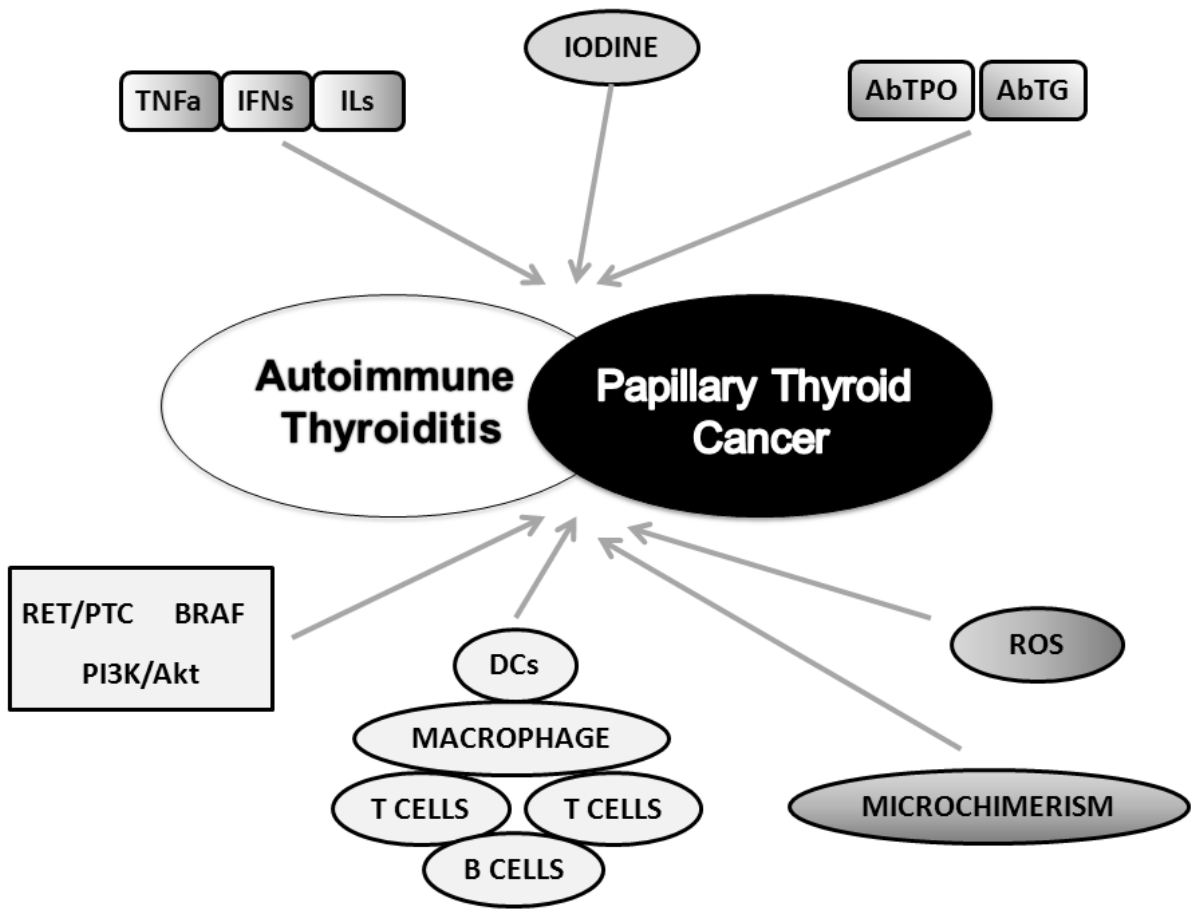 IODINE
TNFa IFNs ILs
AbTPO AbTG
Autoimmune
Thyroiditis
Papillary Thyroid
Cancer
RET/PTC BRAF
PI3K/Akt
DCs
MACROPHAGE
T CELLS T CELLS
B CELLS
ROS
MICROCHIMERISM